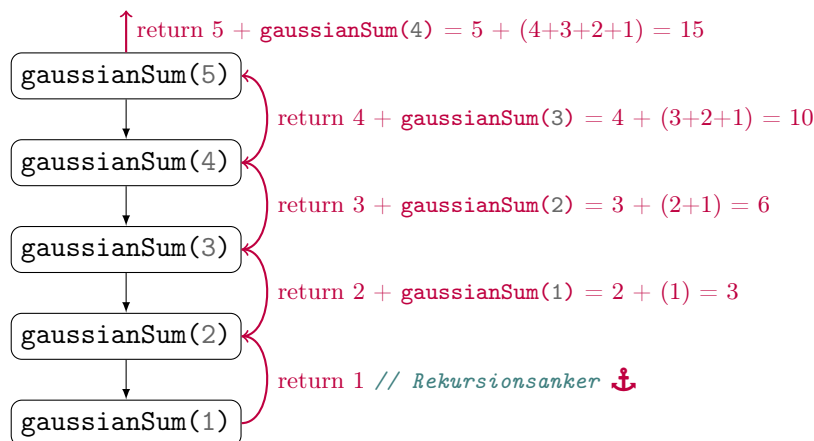 return 5 + gaussianSum(4) = 5 + (4+3+2+1) = 15
gaussianSum(5)
return 4 + gaussianSum(3) = 4 + (3+2+1) = 10
gaussianSum(4)
return 3 + gaussianSum(2) = 3 + (2+1) = 6
gaussianSum(3)
return 2 + gaussianSum(1) = 2 + (1) = 3
gaussianSum(2)
return 1 // Rekursionsanker
gaussianSum(1)